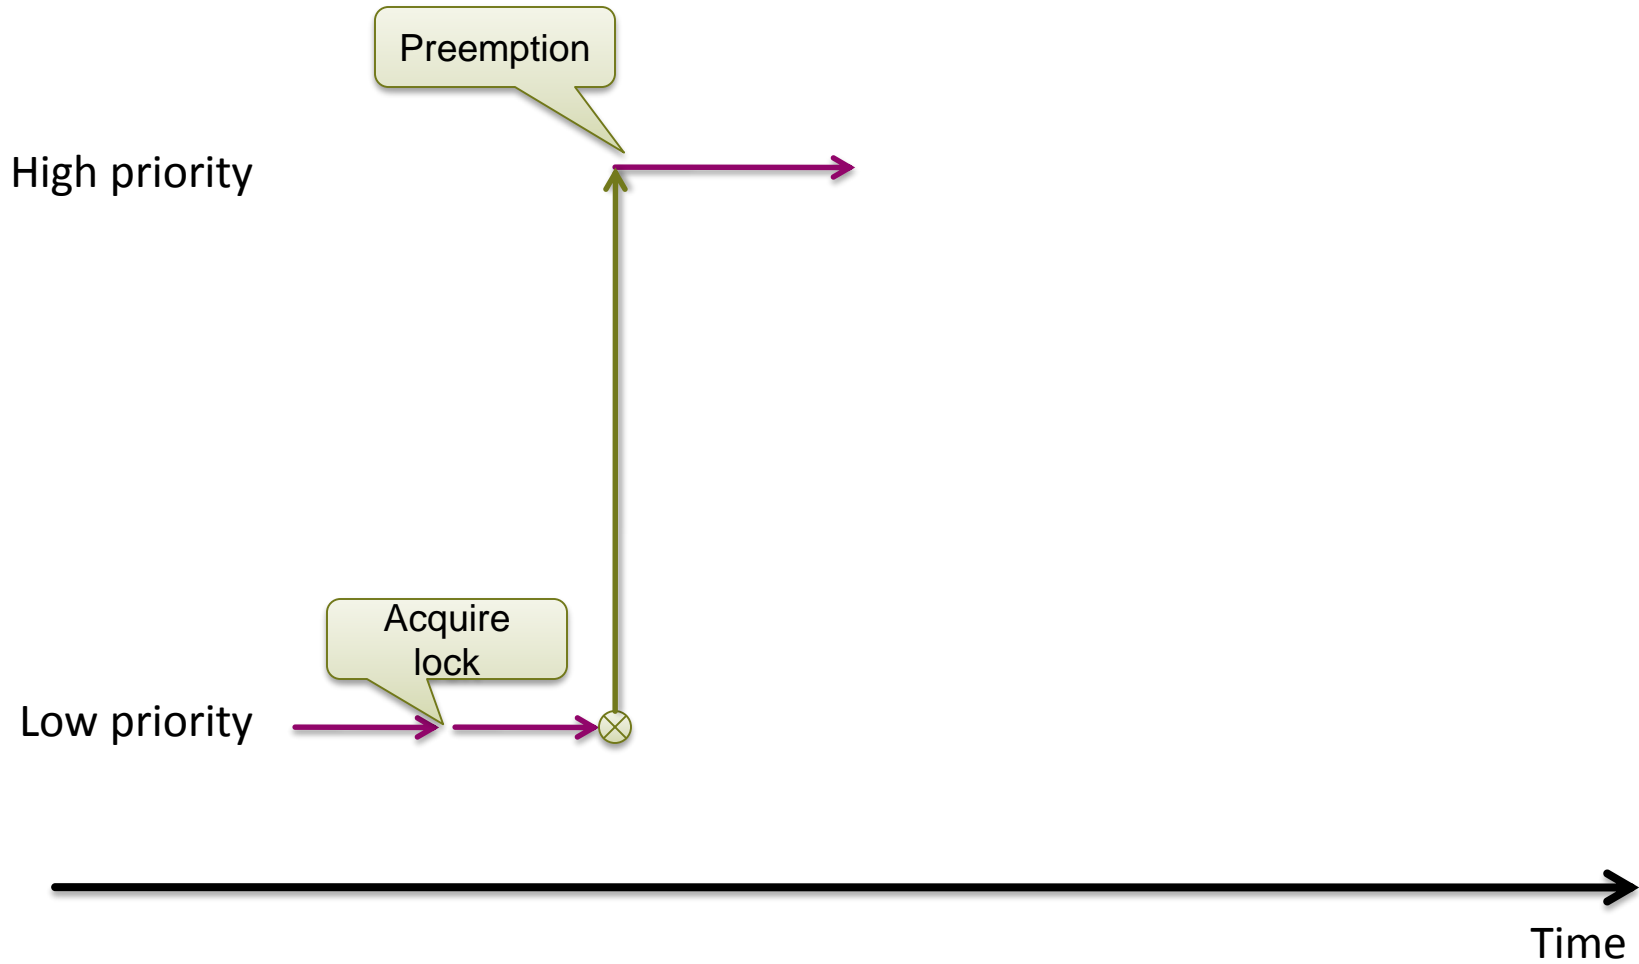 Preemption
High priority
Acquire
lock
Low priority
Time